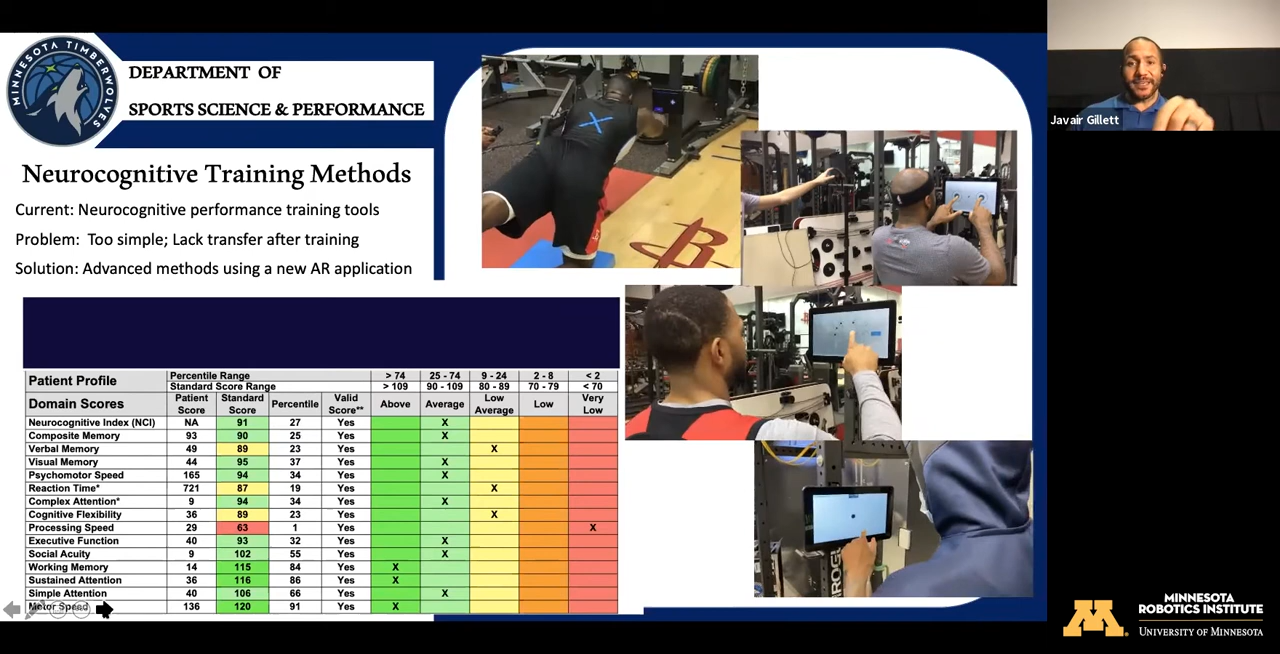 MINNESOTA TIMBERWOLVES
DEPARTMENT OF
SPORTS SCIENCE & PERFORMANCE
Neurocognitive Training Methods
Current: Neurocognitive performance training tools
Problem: Too simple; Lack transfer after training
Solution: Advanced methods using a new AR application
Patient Profile Percentile Range > 74 25 - 74 9 - 24 2 - 8 < 2
Standard Score Range > 109 90 - 109 80 - 89 70 - 79 < 70
Domain Scores Patient Score Standard Score Percentile Valid Score** Above Average Low Average Low Very Low
Neurocognitive Index (NCI) NA 91 27 Yes X
Composite Memory 93 90 25 Yes X
Verbal Memory 49 89 23 Yes X
Visual Memory 44 95 37 Yes X
Psychomotor Speed 165 94 34 Yes X
Reaction Time* 721 87 19 Yes X
Complex Attention* 9 94 34 Yes X
Cognitive Flexibility 36 89 23 Yes X
Processing Speed 29 63 1 Yes X
Executive Function 40 93 32 Yes X
Social Acuity 9 102 55 Yes X
Working Memory 14 115 84 Yes X
Sustained Attention 36 116 86 Yes X
Simple Attention 40 106 66 Yes X
Motor Speed 136 120 91 Yes X
Javair Gillett
M
MINNESOTA
ROBOTICS INSTITUTE
UNIVERSITY OF MINNESOTA